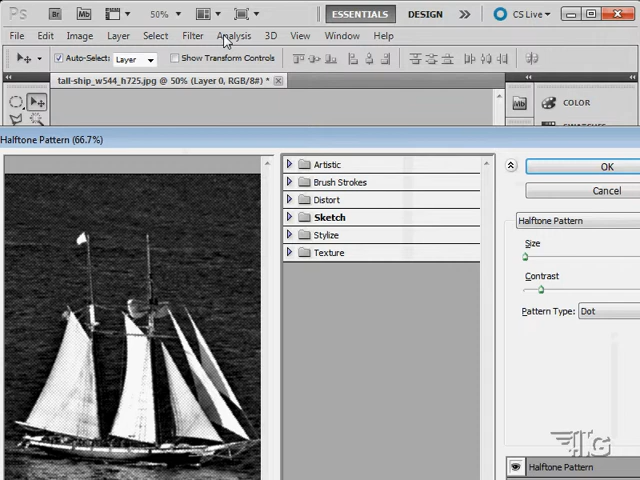 Ps Br Mb 50% ESSENTIALS DESIGN CS Live
File Edit Image Layer Select Filter Analysis 3D View Window Help
Auto-Select: Layer Show Transform Controls
tall-ship_w544_h725.jpg @ 50% (Layer 0, RGB/8#) *
Mb COLOR
Halftone Pattern (66.7%)
Artistic
Brush Strokes
Distort
Sketch
Stylize
Texture
OK
Cancel
Halftone Pattern
Size
Contrast
Pattern Type: Dot
Halftone Pattern